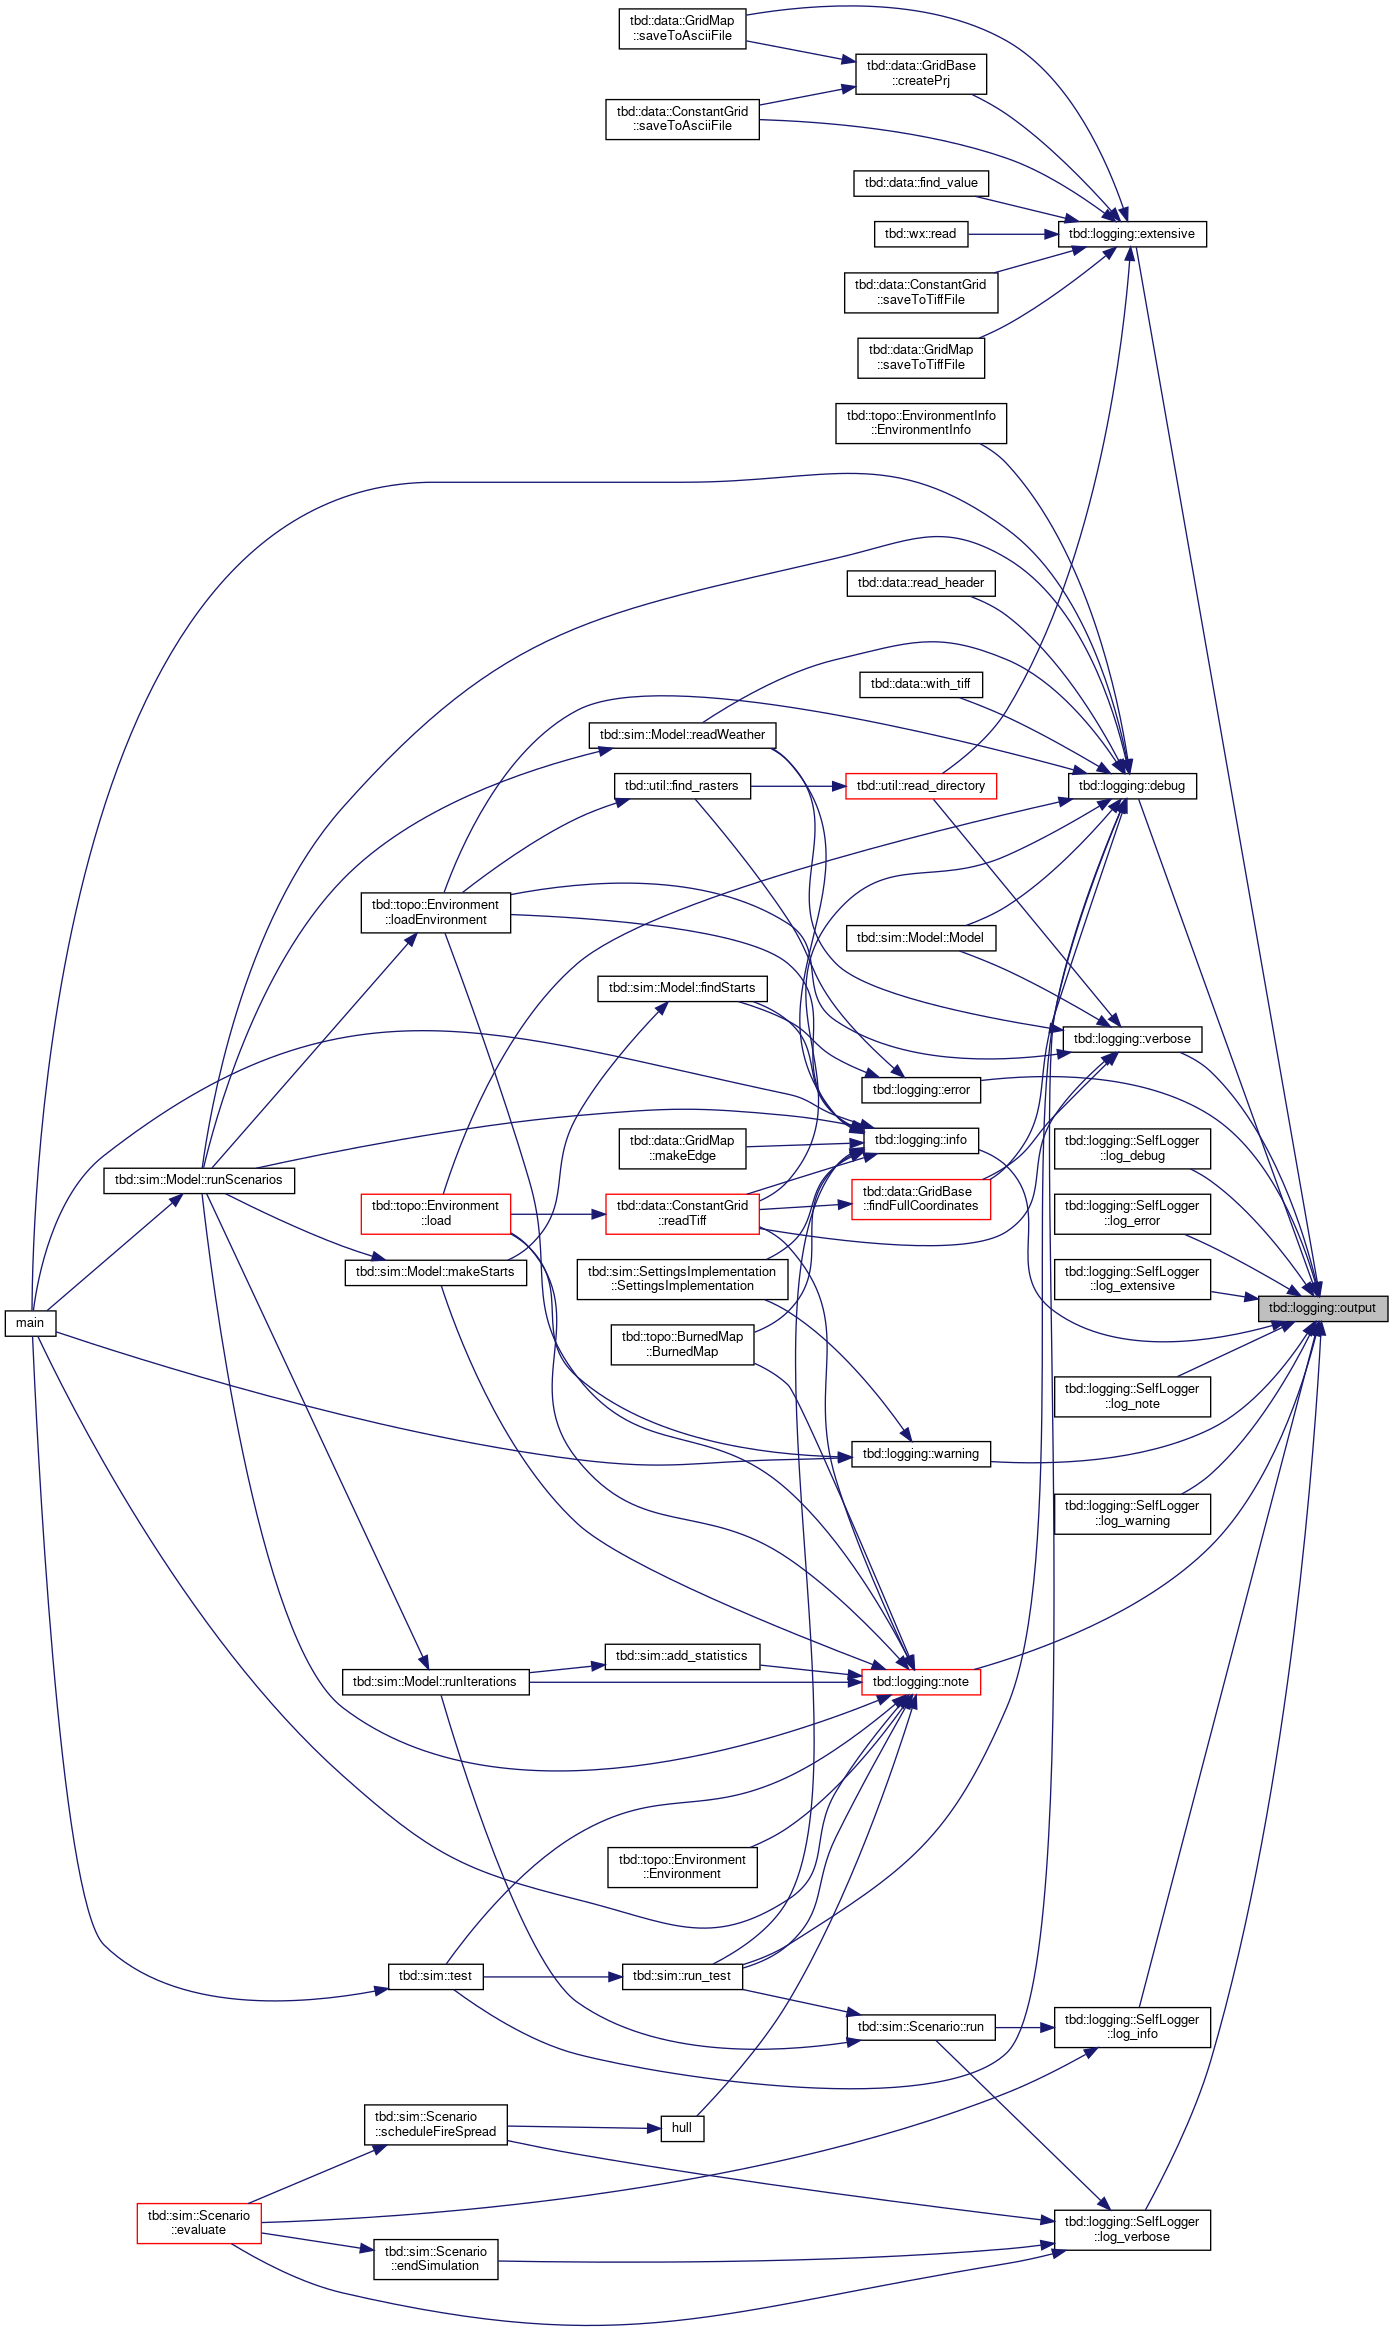 tbd::data::GridMap
::saveToAsciiFile
tbd::data::GridBase
::createPrj
tbd::data::ConstantGrid
::saveToAsciiFile
tbd::data::find_value
tbd::wx::read
tbd::logging::extensive
tbd::data::ConstantGrid
::saveToTiffFile
tbd::data::GridMap
::saveToTiffFile
tbd::topo::EnvironmentInfo
::EnvironmentInfo
tbd::data::read_header
tbd::data::with_tiff
tbd::sim::Model::readWeather
tbd::util::find_rasters
tbd::util::read_directory
tbd::logging::debug
tbd::topo::Environment
::loadEnvironment
tbd::sim::Model::Model
tbd::sim::Model::findStarts
tbd::logging::verbose
tbd::logging::error
tbd::logging::info
tbd::data::GridMap
::makeEdge
tbd::logging::SelfLogger
::log_debug
tbd::sim::Model::runScenarios
tbd::topo::Environment
::load
tbd::data::ConstantGrid
::readTiff
tbd::data::GridBase
::findFullCoordinates
tbd::logging::SelfLogger
::log_error
tbd::sim::Model::makeStarts
tbd::sim::SettingsImplementation
::SettingsImplementation
tbd::logging::SelfLogger
::log_extensive
main
tbd::logging::output
tbd::topo::BurnedMap
::BurnedMap
tbd::logging::SelfLogger
::log_note
tbd::logging::warning
tbd::logging::SelfLogger
::log_warning
tbd::sim::add_statistics
tbd::sim::Model::runIterations
tbd::logging::note
tbd::topo::Environment
::Environment
tbd::sim::test
tbd::sim::run_test
tbd::sim::Scenario::run
tbd::logging::SelfLogger
::log_info
tbd::sim::Scenario
::scheduleFireSpread
hull
tbd::sim::Scenario
::evaluate
tbd::logging::SelfLogger
::log_verbose
tbd::sim::Scenario
::endSimulation